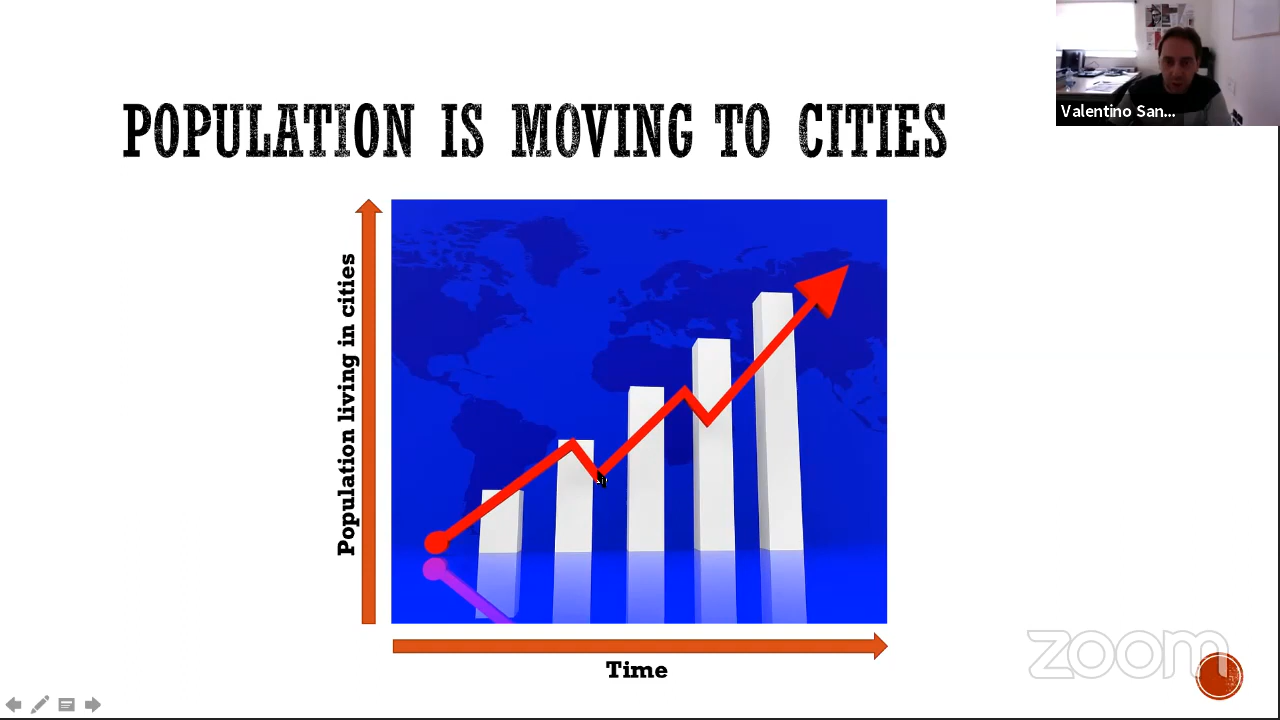 POPULATION IS MOVING TO CITIES
Valentino San...
Population living in cities
Time
zoom